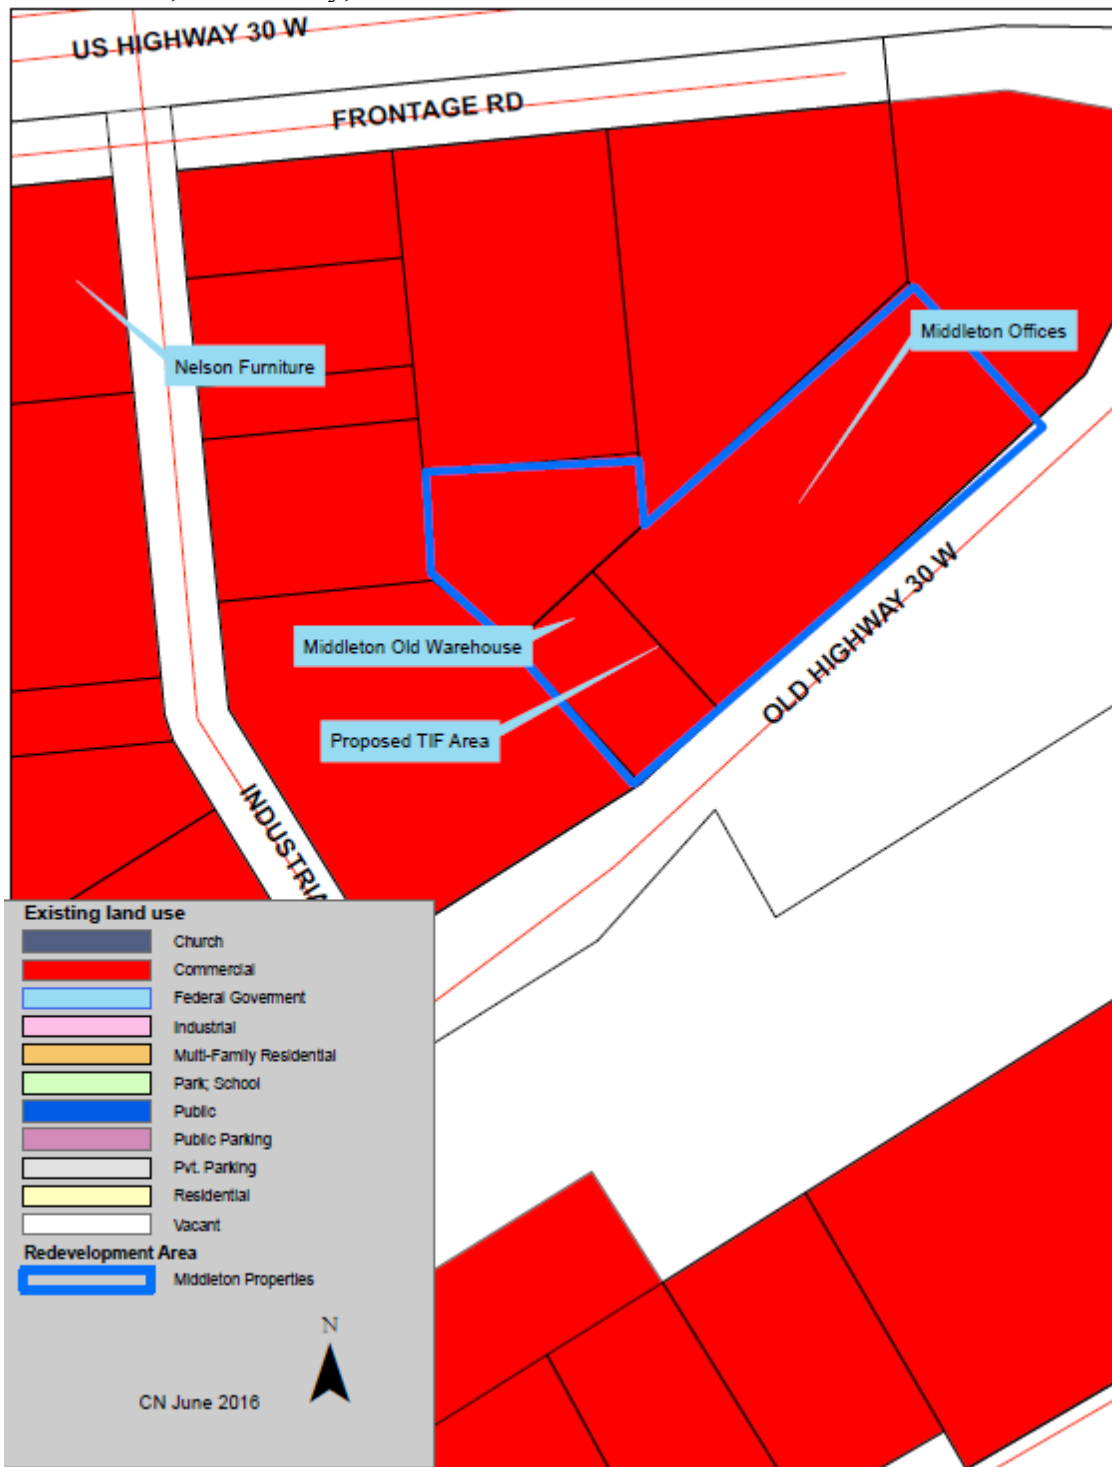 US HIGHWAY 30 W
FRONTAGE RD
Middleton Offices
Nelson Furniture
OLD HIGHWAY 30 W
Middleton Old Warehouse
Proposed TIF Area
INDUSTRIA
Existing land use
Church
Commercial
Federal Goverment
Industrial
Multi-Family Residential
Park; School
Public
Public Parking
Pvt. Parking
Residential
Vacant
Redevelopment Area
Middleton Properties
N
CN June 2016